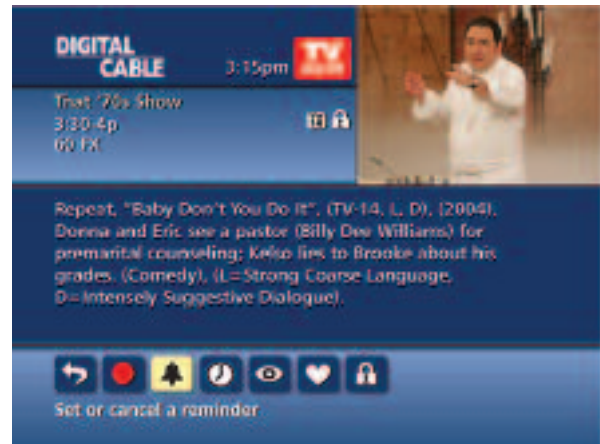 DIGITAL
CABLE
3:15pm
TV
That '70s Show
3:30-4p
60 FX
Repeat, "Baby Don't You Do It", (TV-14, L, D), (2004),
Donna and Eric see a pastor (Billy Dee Williams) for
premarital counseling; Kelso lies to Brooke about his
grades. (Comedy), (L=Strong Coarse Language,
D=Intensely Suggestive Dialogue).
Set or cancel a reminder